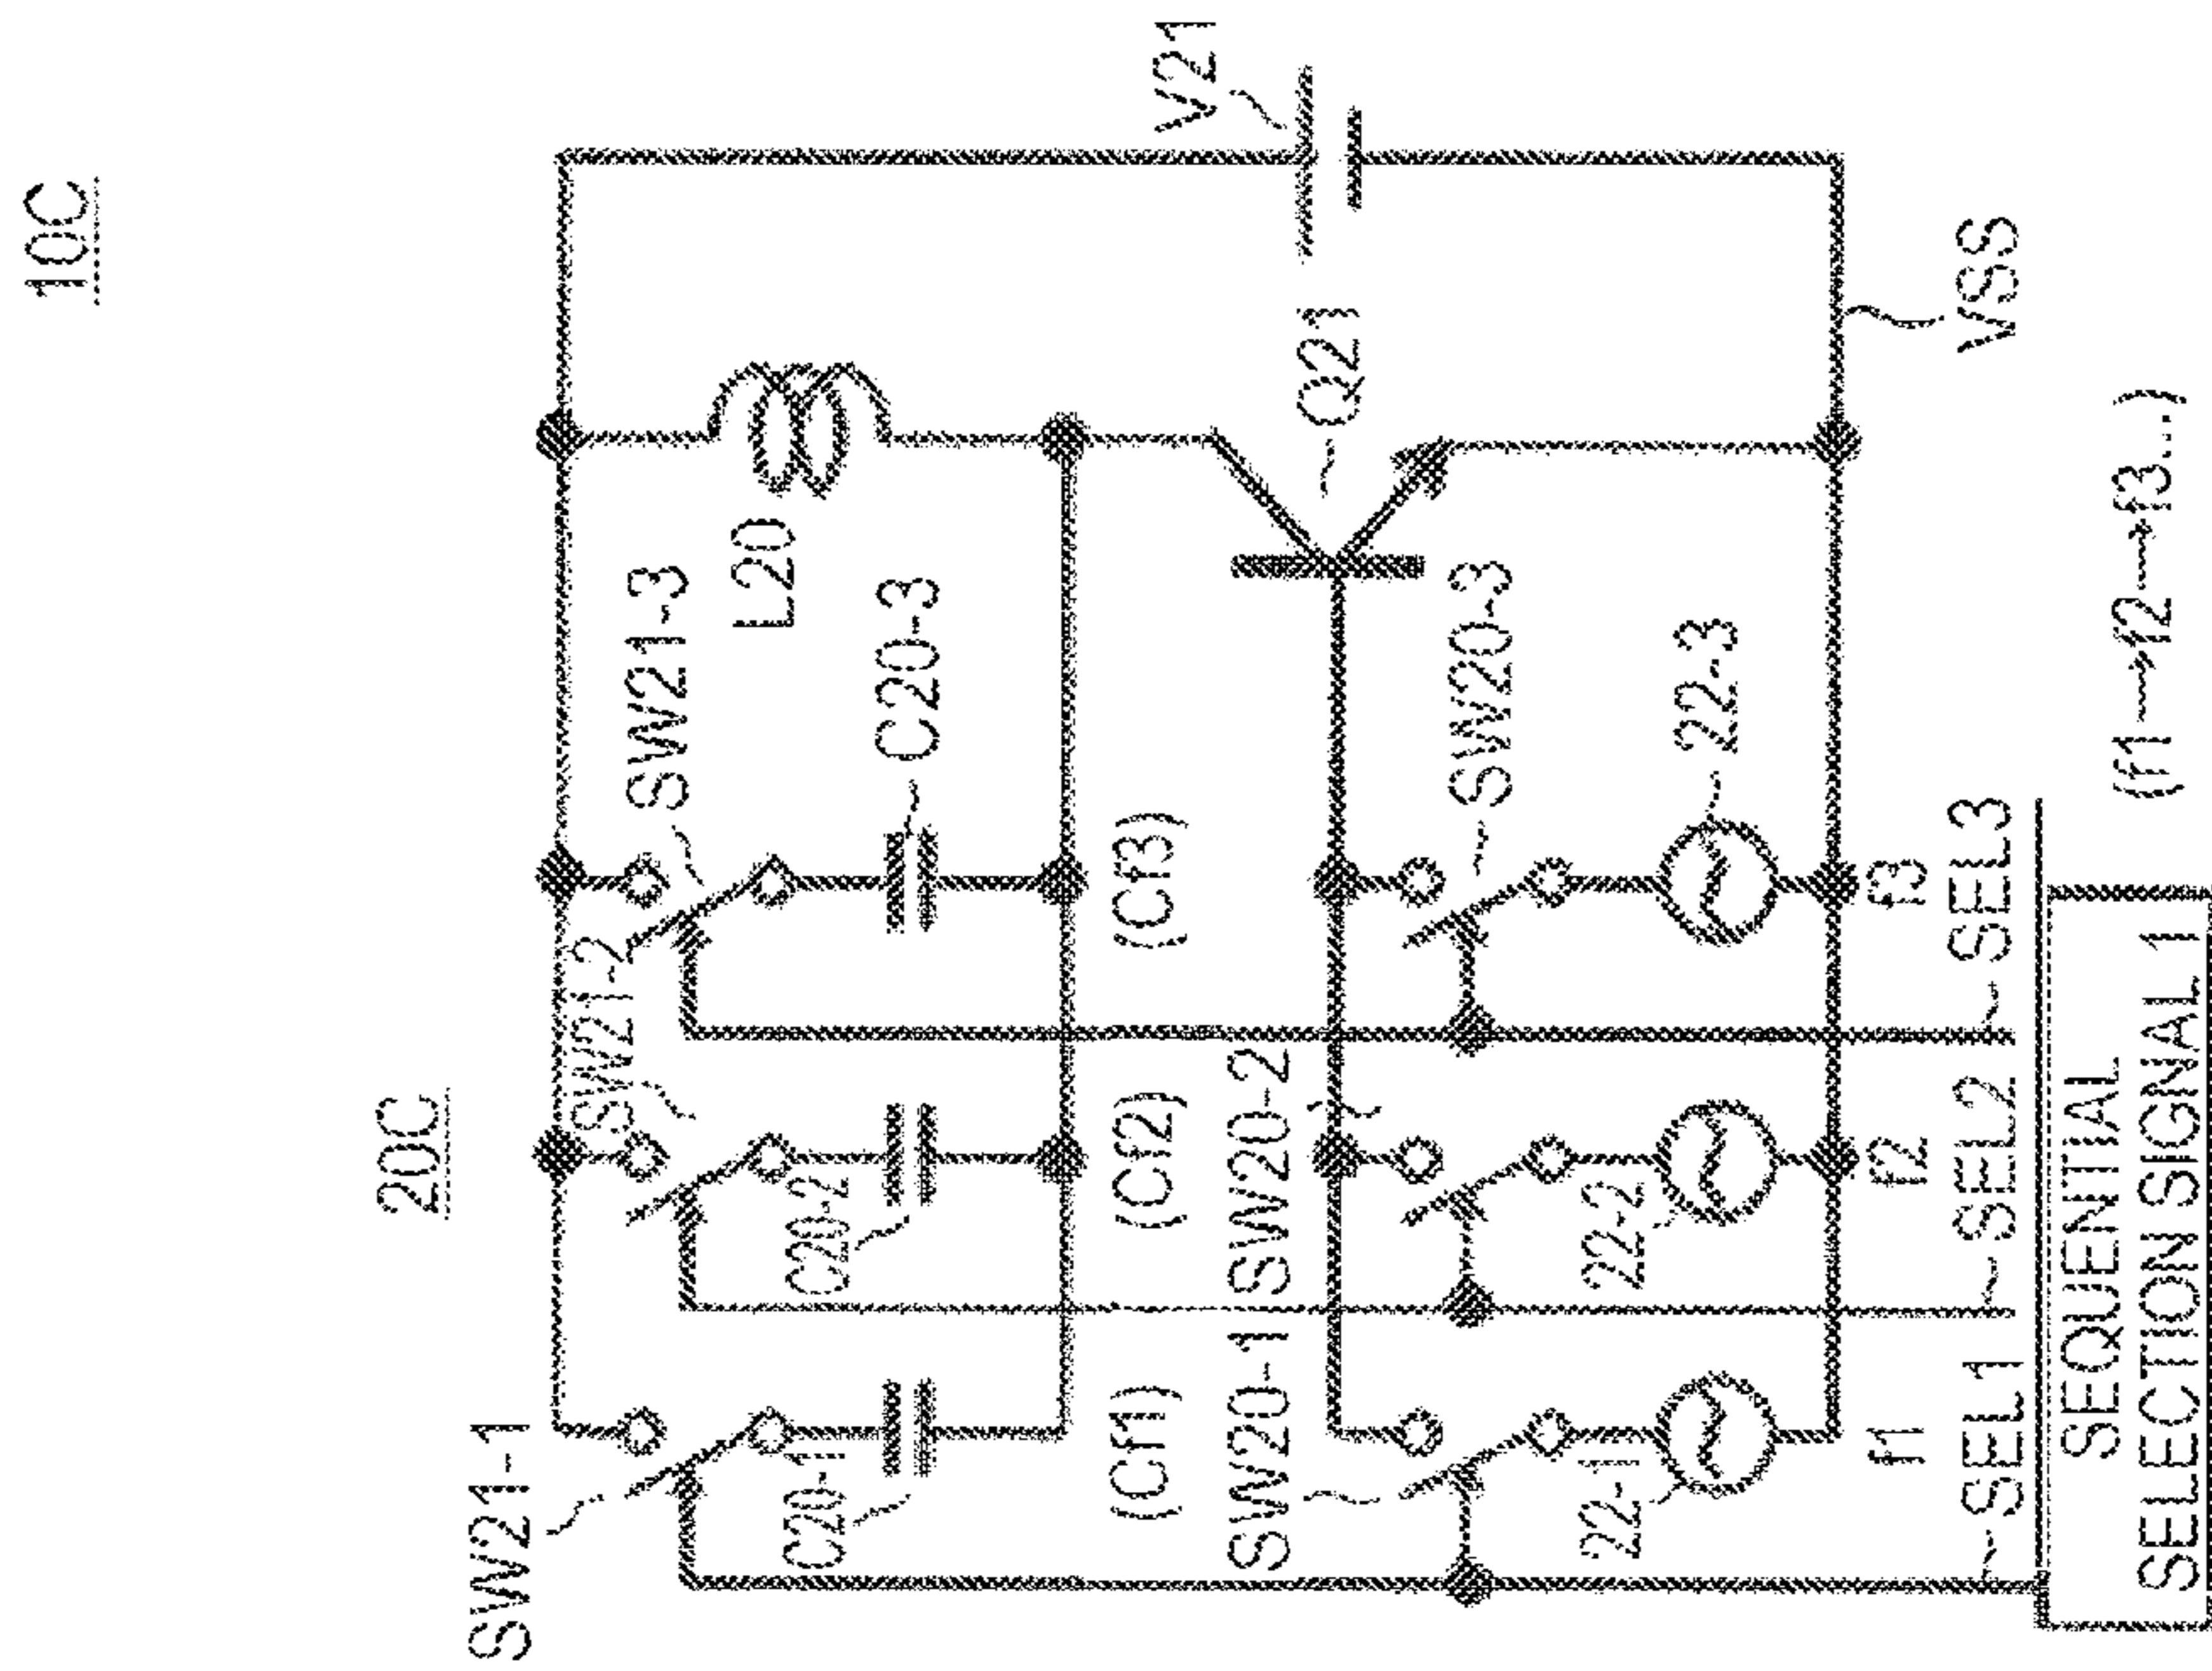 10C
20C
V21
SW21-1
SW21-2
SW21-3
L20
C20-1
C20-2
C20-3
(Cf1)
(Cf2)
(Cf3)
Q21
SW20-1
SW20-2
SW20-3
22-1
22-2
22-3
f1
f2
f3
VSS
SEL1
SEL2
SEL3
SEQUENTIAL
SELECTION SIGNAL 1
(f1→f2→f3...)